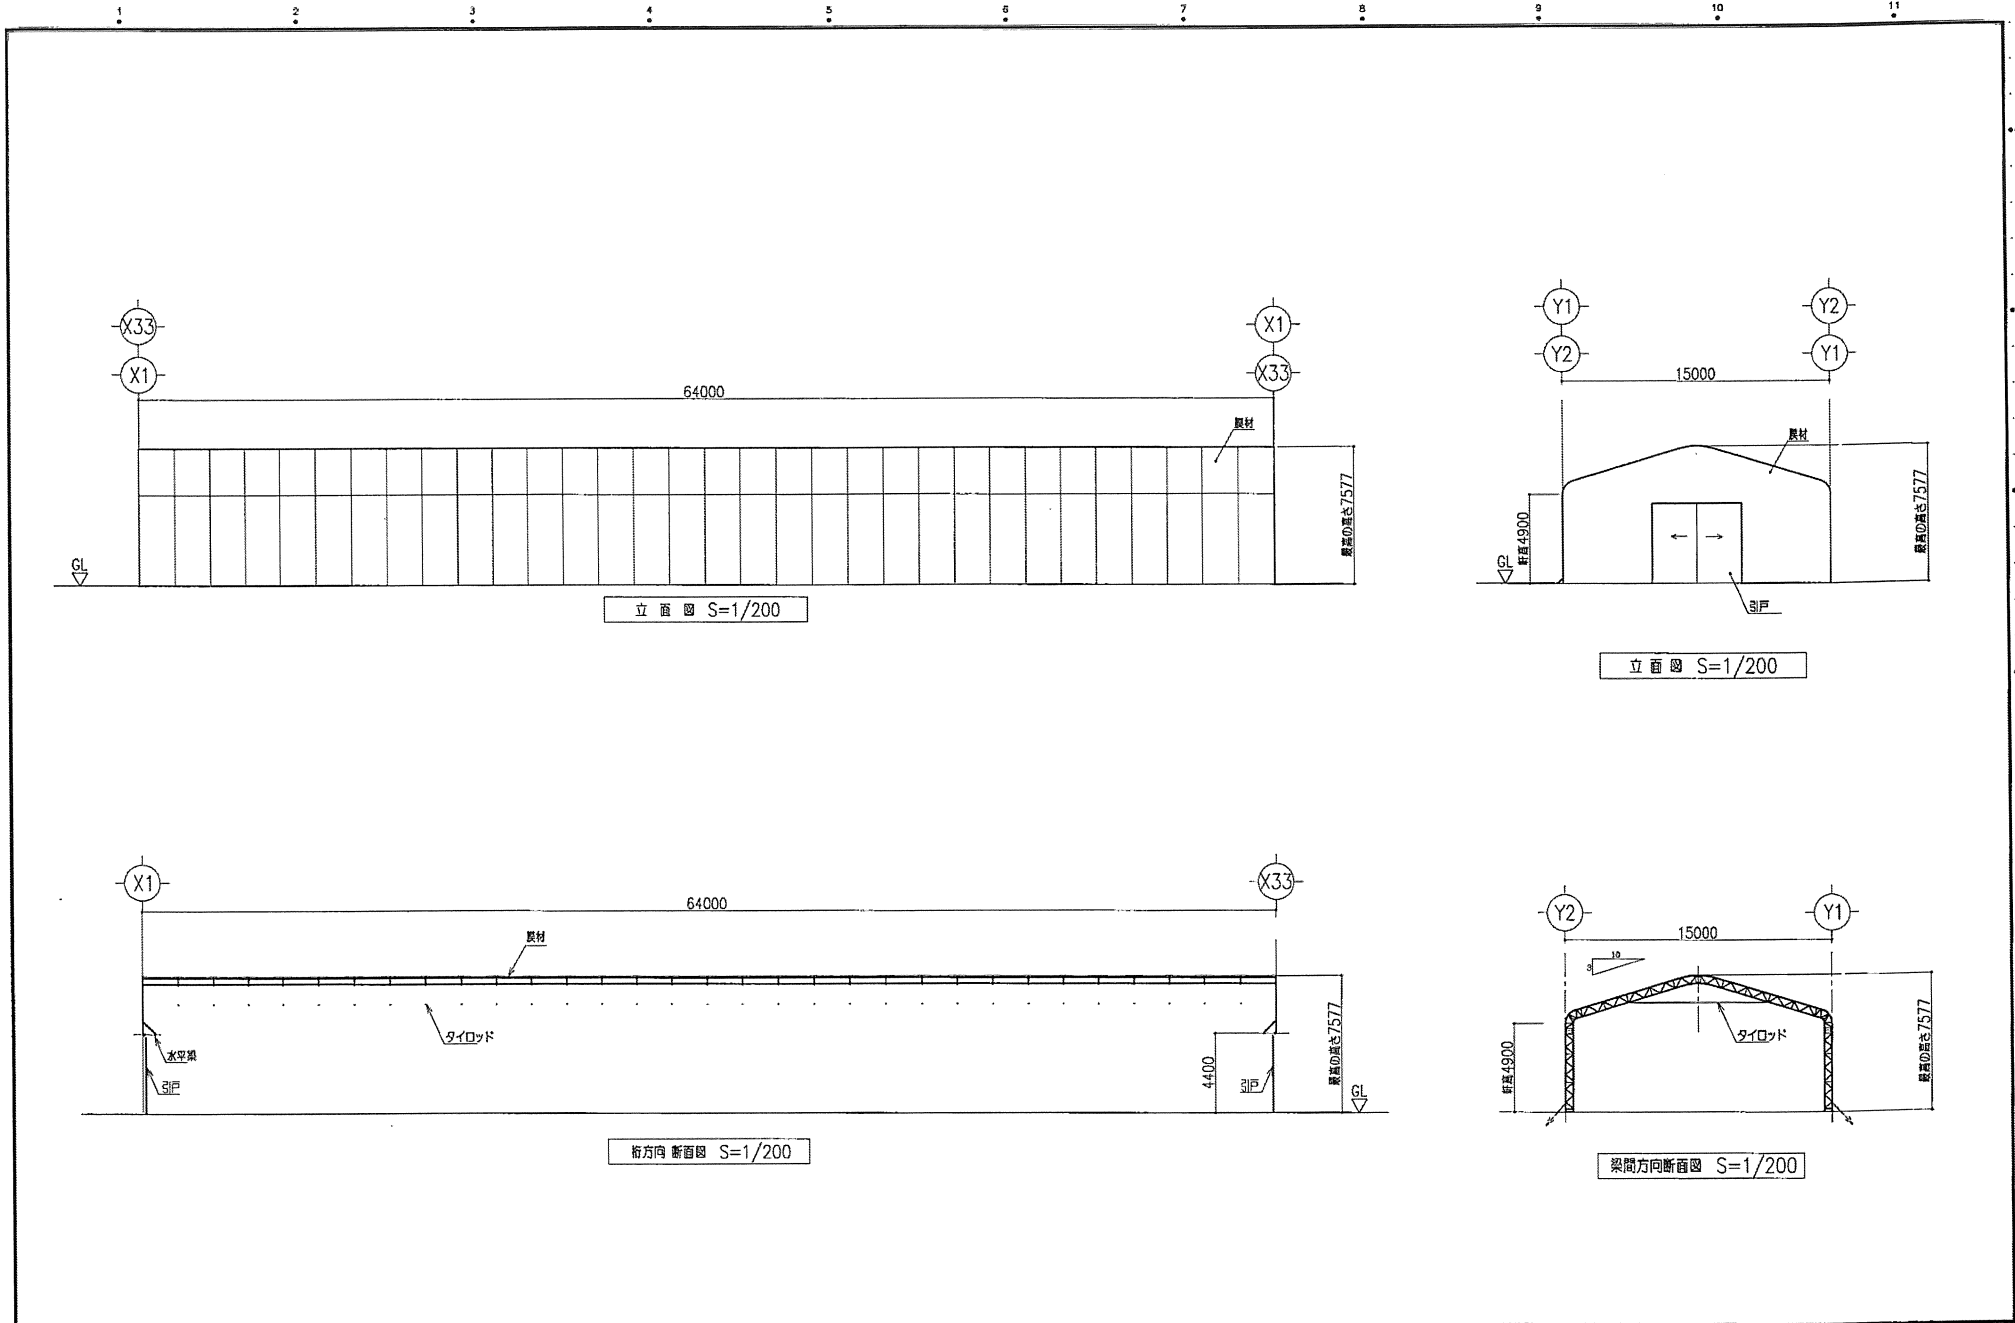 1 2 3 4 5 6 7 8 9 10 11
X33 X1
X1 X33
64000
膜材
最高の高さ7577
GL
立面図 S=1/200
Y1 Y2
Y2 Y1
15000
膜材
軒高4900
最高の高さ7577
GL
引戸
立面図 S=1/200
X1 X33
64000
膜材
タイロッド
水平梁
引戸
4400
引戸
最高の高さ7577
GL
桁方向 断面図 S=1/200
Y2 Y1
15000
10
3
タイロッド
軒高4900
最高の高さ7577
梁間方向断面図 S=1/200